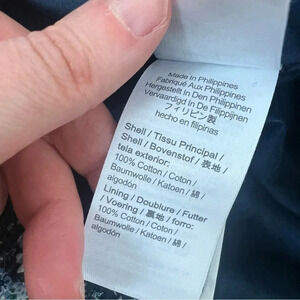 Made In Philippines
Fabriqué Aux Philippines
Hergestellt In Den Philippinen
Vervaardigd In De Filippijnen
フィリピン製
hecho en filipinas
Shell / Tissu Principal /
Shell / Bovenstof / 表地 /
tela exterior:
100% Cotton / Coton /
Baumwolle / Katoen / 綿 /
algodón
Lining / Doublure / Futter
/ Voering / 裏地 / forro:
100% Cotton / Coton /
Baumwolle / Katoen / 綿 /
algodón